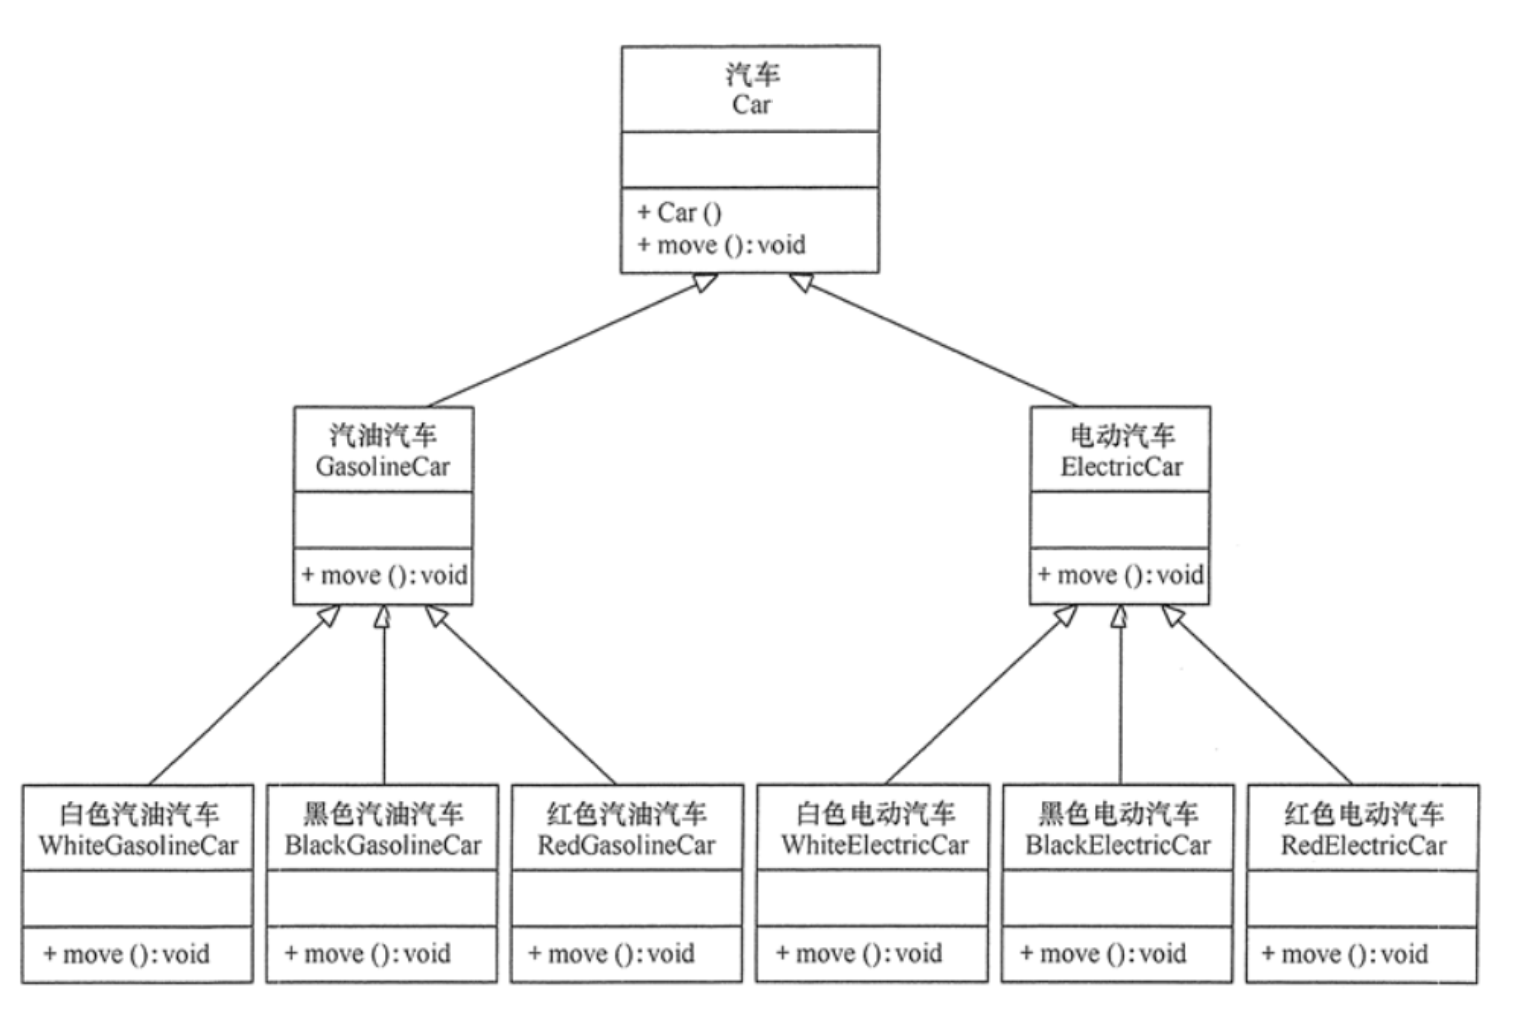 汽车
Car
+ Car ()
+ move (): void
汽油汽车
GasolineCar
+ move (): void
电动汽车
ElectricCar
+ move (): void
白色汽油汽车
WhiteGasolineCar
+ move (): void
黑色汽油汽车
BlackGasolineCar
+ move (): void
红色汽油汽车
RedGasolineCar
+ move (): void
白色电动汽车
WhiteElectricCar
+ move (): void
黑色电动汽车
BlackElectricCar
+ move (): void
红色电动汽车
RedElectricCar
+ move (): void